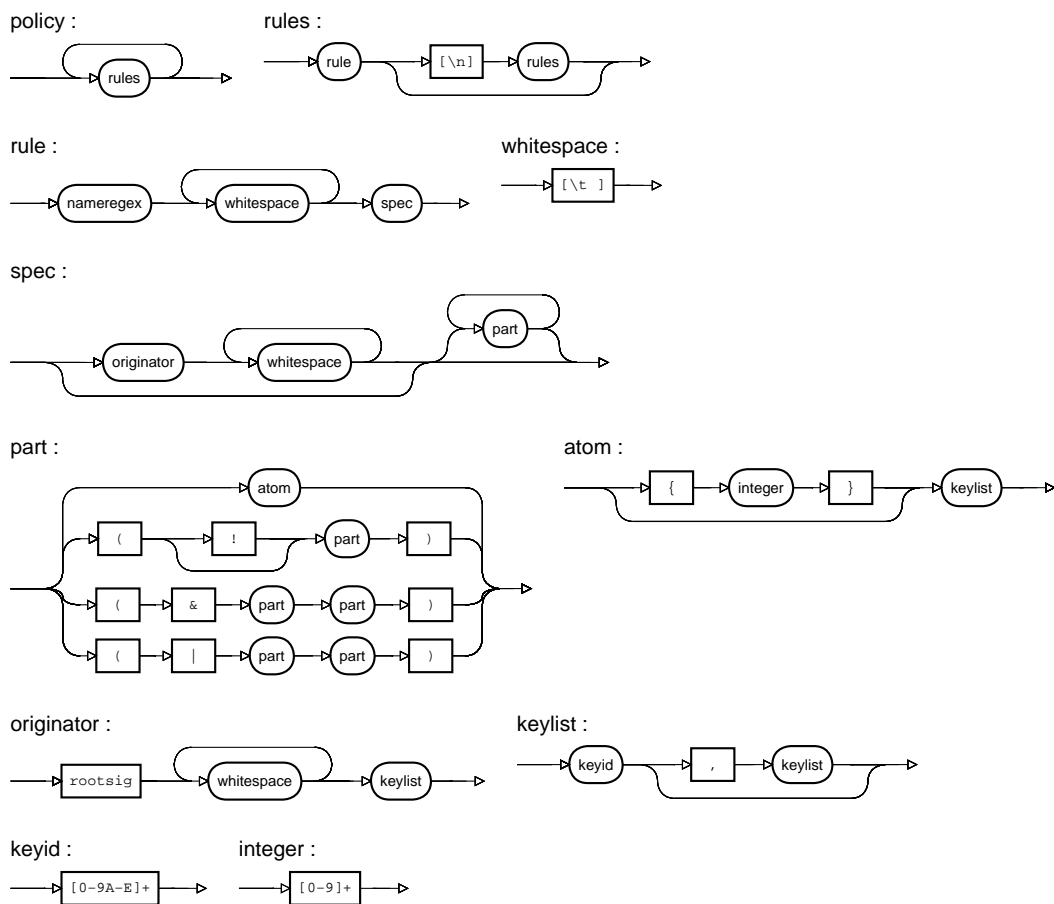 policy :
rules :
rules
rule [\n] rules
rule :
whitespace :
nameregex whitespace spec
[\t ]
spec :
part
originator whitespace
part :
atom :
atom
{ integer } keylist
( ! part )
( & part part )
( | part part )
originator :
keylist :
rootsig whitespace keylist
keyid , keylist
keyid :
integer :
[0-9A-E]+
[0-9]+